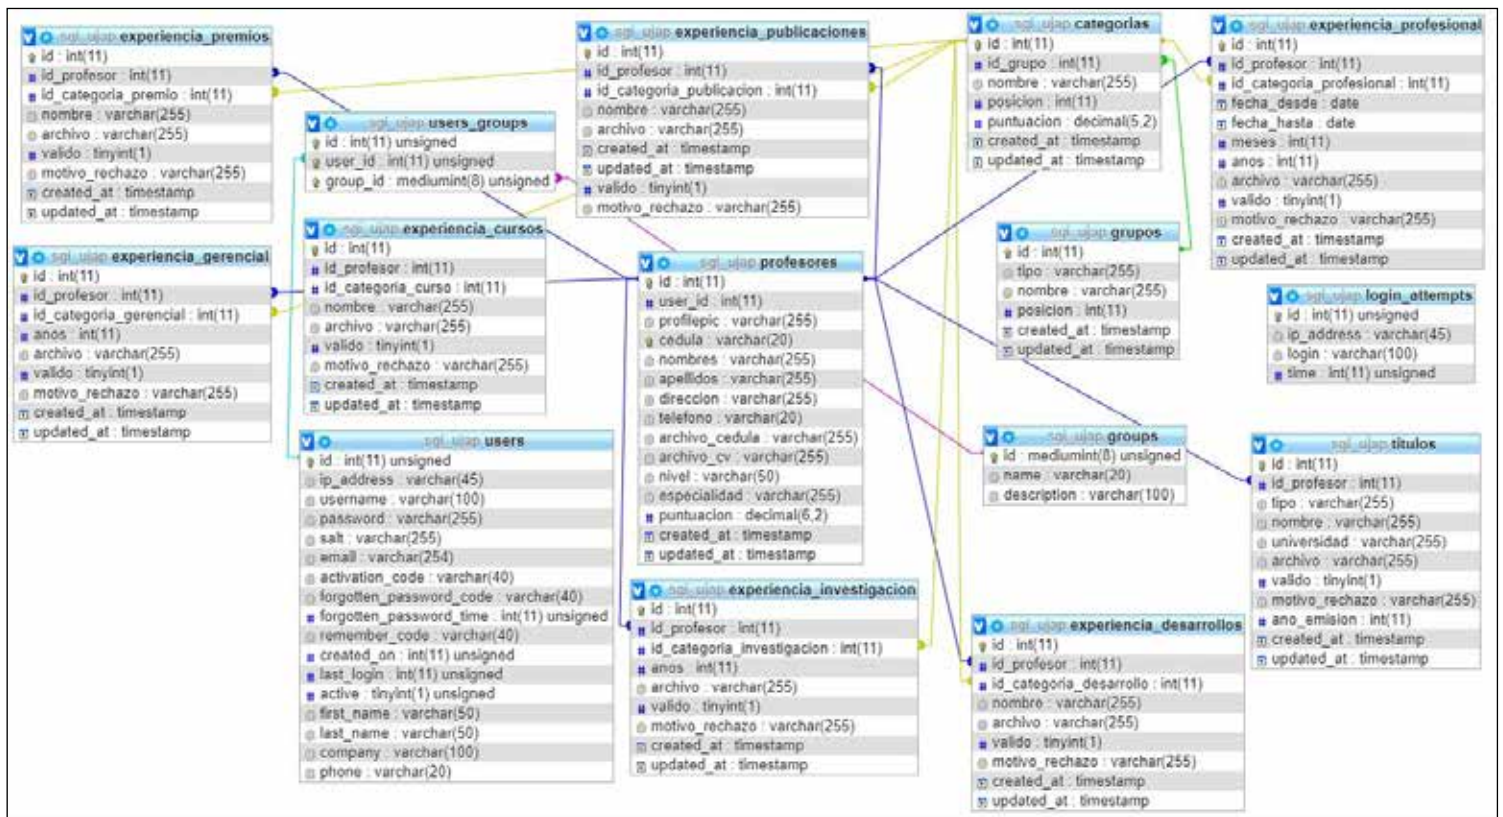 sgi_ujap experiencia_premios
id : int(11)
id_profesor : int(11)
id_categoria_premio : int(11)
nombre : varchar(255)
archivo : varchar(255)
valido : tinyint(1)
motivo_rechazo : varchar(255)
created_at : timestamp
updated_at : timestamp
sgi_ujap experiencia_gerencial
id : int(11)
id_profesor : int(11)
id_categoria_gerencial : int(11)
anos : int(11)
archivo : varchar(255)
valido : tinyint(1)
motivo_rechazo : varchar(255)
created_at : timestamp
updated_at : timestamp
sgi_ujap users_groups
id : int(11) unsigned
user_id : int(11) unsigned
group_id : mediumint(8) unsigned
sgi_ujap experiencia_cursos
id : int(11)
id_profesor : int(11)
id_categoria_curso : int(11)
nombre : varchar(255)
archivo : varchar(255)
valido : tinyint(1)
motivo_rechazo : varchar(255)
created_at : timestamp
updated_at : timestamp
sgi_ujap users
id : int(11) unsigned
ip_address : varchar(45)
username : varchar(100)
password : varchar(255)
salt : varchar(255)
email : varchar(254)
activation_code : varchar(40)
forgotten_password_code : varchar(40)
forgotten_password_time : int(11) unsigned
remember_code : varchar(40)
created_on : int(11) unsigned
last_login : int(11) unsigned
active : tinyint(1) unsigned
first_name : varchar(50)
last_name : varchar(50)
company : varchar(100)
phone : varchar(20)
sgi_ujap experiencia_publicaciones
id : int(11)
id_profesor : int(11)
id_categoria_publicacion : int(11)
nombre : varchar(255)
archivo : varchar(255)
created_at : timestamp
updated_at : timestamp
valido : tinyint(1)
motivo_rechazo : varchar(255)
sgi_ujap profesores
id : int(11)
user_id : int(11)
profilepic : varchar(255)
cedula : varchar(20)
nombres : varchar(255)
apellidos : varchar(255)
direccion : varchar(255)
telefono : varchar(20)
archivo_cedula : varchar(255)
archivo_cv : varchar(255)
nivel : varchar(50)
especialidad : varchar(255)
puntuacion : decimal(6,2)
created_at : timestamp
updated_at : timestamp
sgi_ujap experiencia_investigacion
id : int(11)
id_profesor : int(11)
id_categoria_investigacion : int(11)
anos : int(11)
archivo : varchar(255)
valido : tinyint(1)
motivo_rechazo : varchar(255)
created_at : timestamp
updated_at : timestamp
sgi_ujap categorias
id : int(11)
id_grupo : int(11)
nombre : varchar(255)
posicion : int(11)
puntuacion : decimal(5,2)
created_at : timestamp
updated_at : timestamp
sgi_ujap grupos
id : int(11)
tipo : varchar(255)
nombre : varchar(255)
posicion : int(11)
created_at : timestamp
updated_at : timestamp
sgi_ujap groups
id : mediumint(8) unsigned
name : varchar(20)
description : varchar(100)
sgi_ujap experiencia_desarrollos
id : int(11)
id_profesor : int(11)
id_categoria_desarrollo : int(11)
nombre : varchar(255)
archivo : varchar(255)
valido : tinyint(1)
motivo_rechazo : varchar(255)
created_at : timestamp
updated_at : timestamp
sgi_ujap experiencia_profesional
id : int(11)
id_profesor : int(11)
id_categoria_profesional : int(11)
fecha_desde : date
fecha_hasta : date
meses : int(11)
anos : int(11)
archivo : varchar(255)
valido : tinyint(1)
motivo_rechazo : varchar(255)
created_at : timestamp
updated_at : timestamp
sgi_ujap login_attempts
id : int(11) unsigned
ip_address : varchar(45)
login : varchar(100)
time : int(11) unsigned
sgi_ujap titulos
id : int(11)
id_profesor : int(11)
tipo : varchar(255)
nombre : varchar(255)
universidad : varchar(255)
archivo : varchar(255)
valido : tinyint(1)
motivo_rechazo : varchar(255)
ano_emision : int(11)
created_at : timestamp
updated_at : timestamp